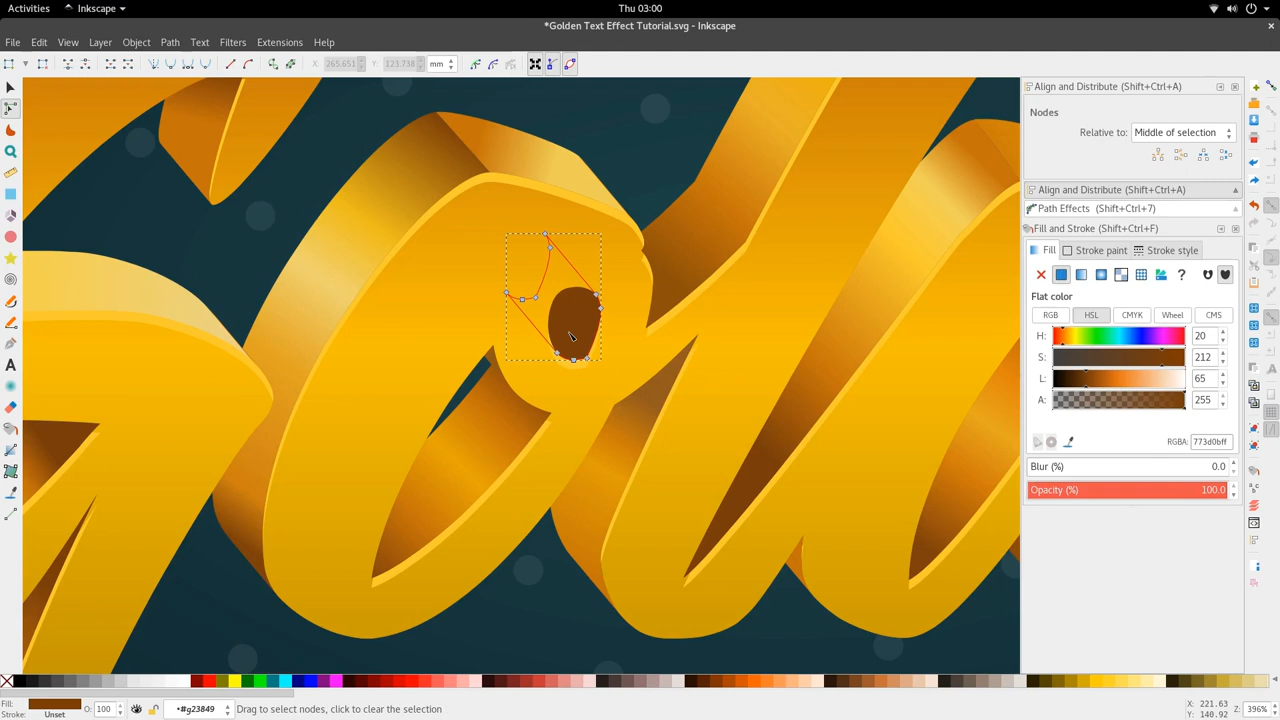 Activities Inkscape Thu 03:00
*Golden Text Effect Tutorial.svg - Inkscape
File Edit View Layer Object Path Text Filters Extensions Help
X: 265.651 Y: 123.738 mm
Align and Distribute (Shift+Ctrl+A)
Nodes
Relative to: Middle of selection
Align and Distribute (Shift+Ctrl+A)
Path Effects (Shift+Ctrl+7)
Fill and Stroke (Shift+Ctrl+F)
Fill Stroke paint Stroke style
Flat color
RGB HSL CMYK Wheel CMS
H: 20
S: 212
L: 65
A: 255
RGBA: 773d0bff
Blur (%) 0.0
Opacity (%) 100.0
Fill: O: 100 •#g23849 Drag to select nodes, click to clear the selection X: 221.63 Z: 396%
Stroke: Unset Y: 140.92